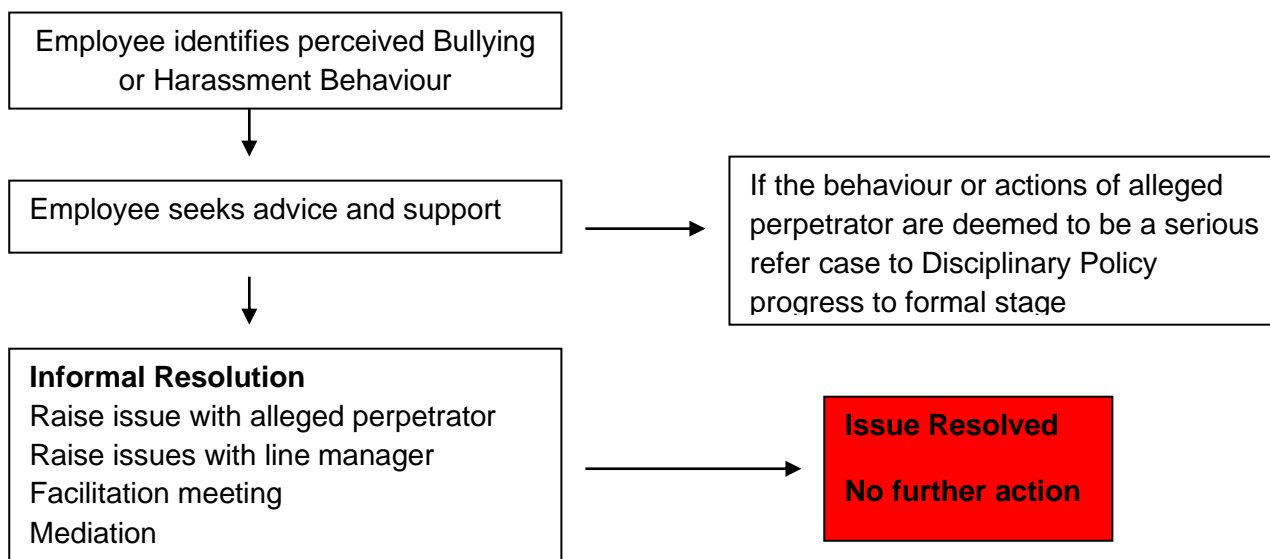 Employee identifies perceived Bullying
or Harassment Behaviour
Employee seeks advice and support
If the behaviour or actions of alleged
perpetrator are deemed to be a serious
refer case to Disciplinary Policy
progress to formal stage
Informal Resolution
Raise issue with alleged perpetrator
Raise issues with line manager
Facilitation meeting
Mediation
Issue Resolved
No further action